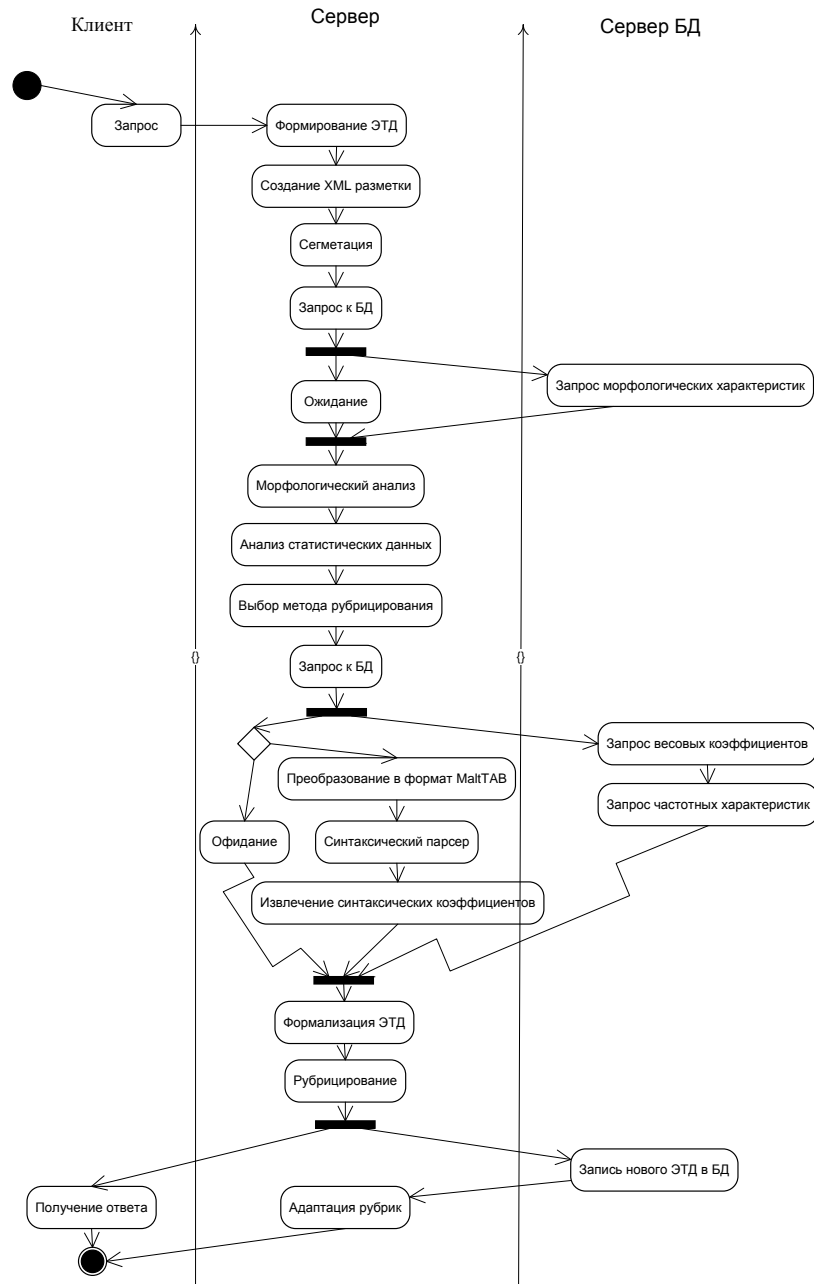 Клиент
Сервер
Сервер БД
Запрос
Формирование ЭТД
Создание XML разметки
Сегметация
Запрос к БД
Запрос морфологических характеристик
Ожидание
Морфологический анализ
Анализ статистических данных
Выбор метода рубрицирования
{}
{}
Запрос к БД
Запрос весовых коэффициентов
Преобразование в формат MaltTAB
Запрос частотных характеристик
Офидание
Синтаксический парсер
Извлечение синтаксических коэффициентов
Формализация ЭТД
Рубрицирование
Запись нового ЭТД в БД
Получение ответа
Адаптация рубрик